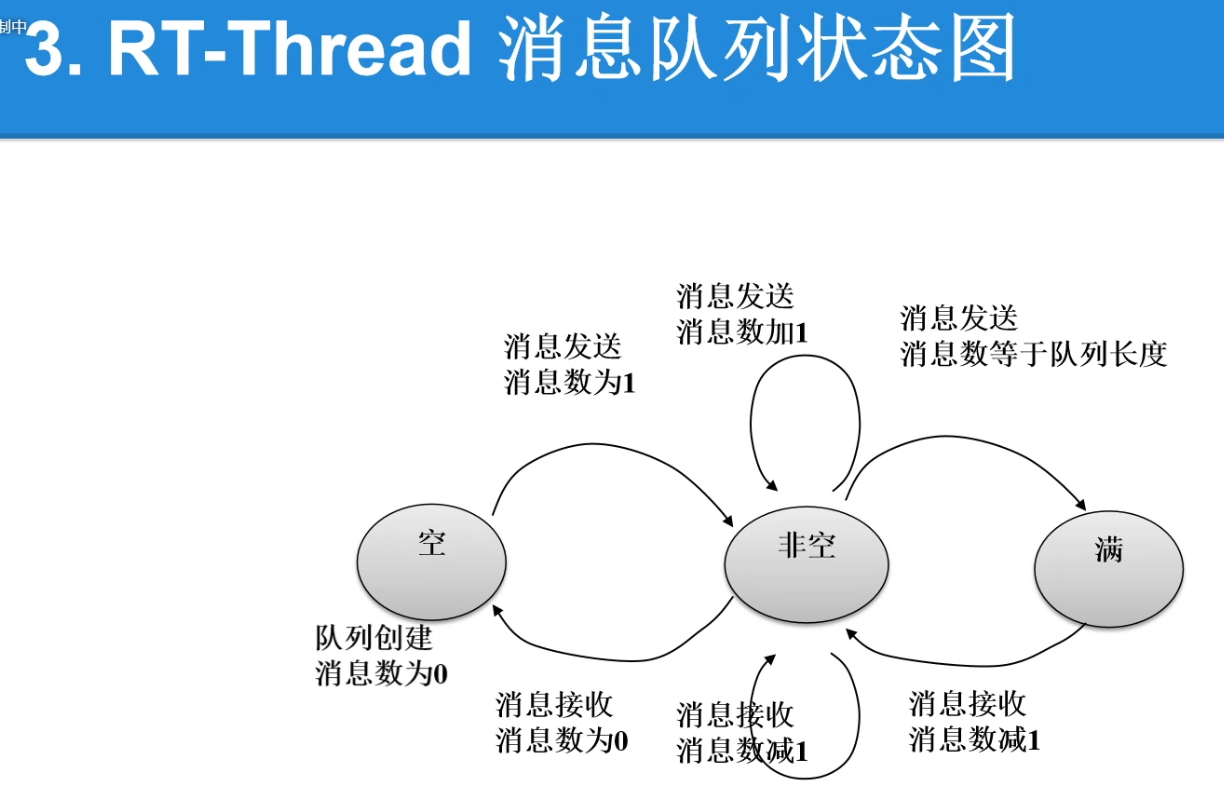 制中
3. RT-Thread 消息队列状态图
消息发送
消息数加1
消息发送
消息数等于队列长度
消息发送
消息数为1
空
非空
满
队列创建
消息数为0
消息接收
消息数为0
消息接收
消息数减1
消息接收
消息数减1